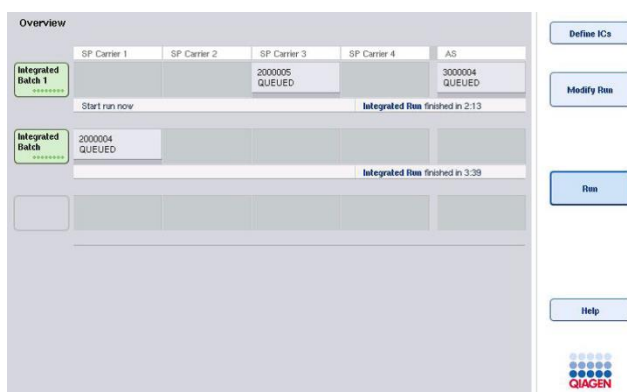 Overview
Define ICs
SP Carrier 1 SP Carrier 2 SP Carrier 3 SP Carrier 4 AS
Integrated
Batch 1
2000005
QUEUED
3000004
QUEUED
Modify Run
Start run now Integrated Run finished in 2:13
Integrated
Batch
2000004
QUEUED
Integrated Run finished in 3:39
Run
Help
QIAGEN